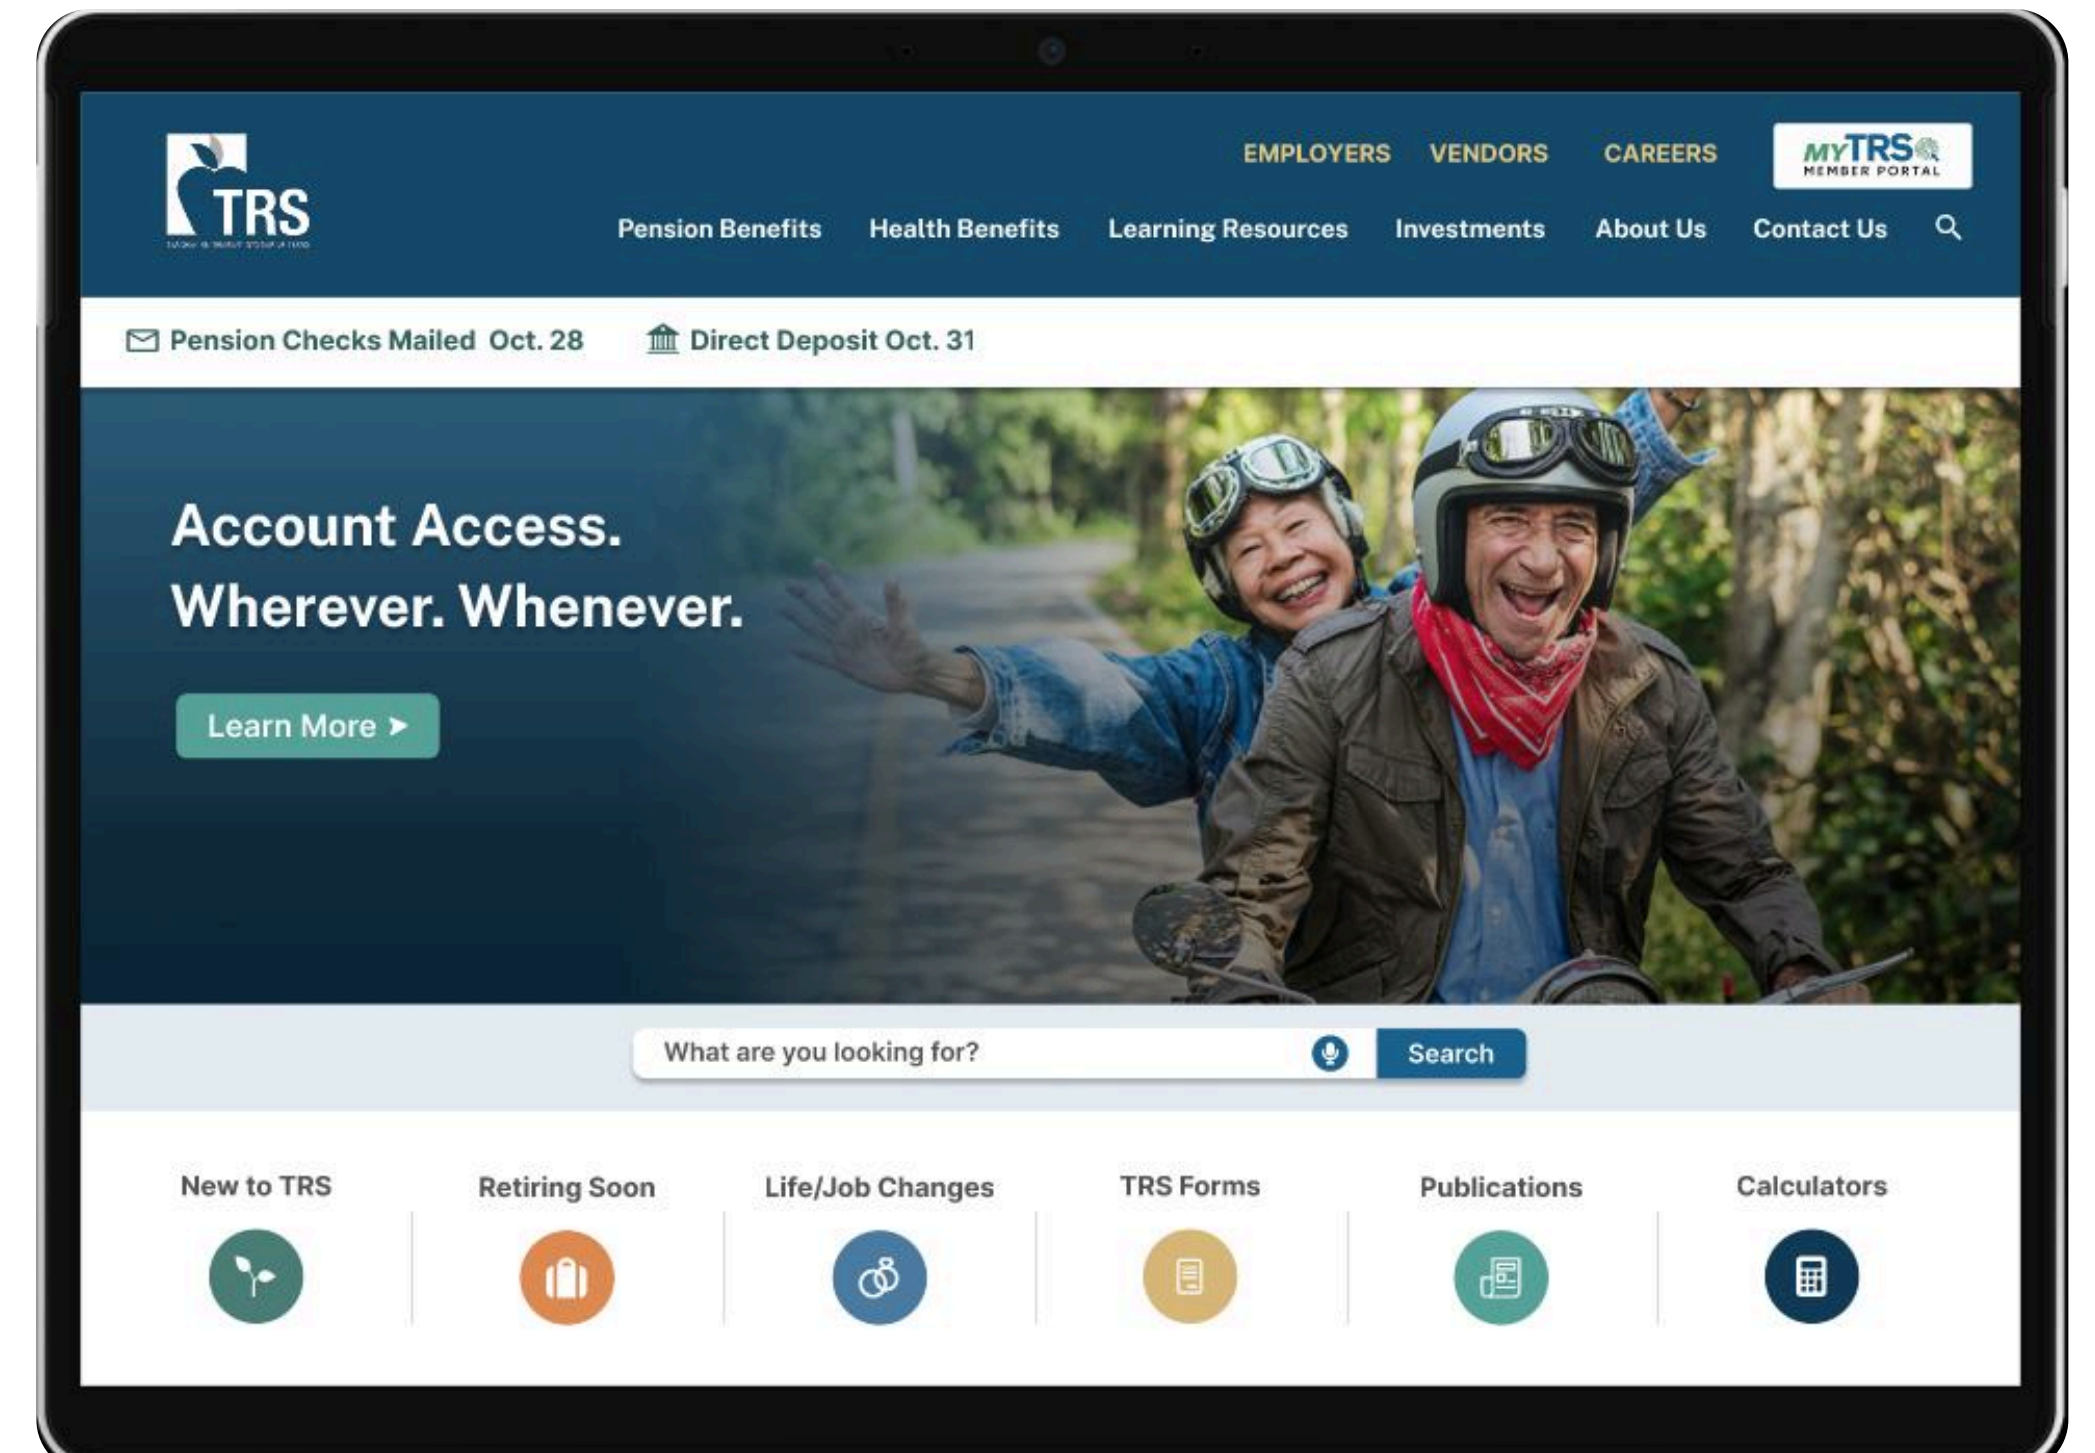 TRS
EMPLOYERS VENDORS CAREERS
MYTRS
MEMBER PORTAL
Pension Benefits Health Benefits Learning Resources Investments About Us Contact Us
Pension Checks Mailed Oct. 28 Direct Deposit Oct. 31
Account Access.
Wherever. Whenever.
Learn More
What are you looking for? Search
New to TRS Retiring Soon Life/Job Changes TRS Forms Publications Calculators